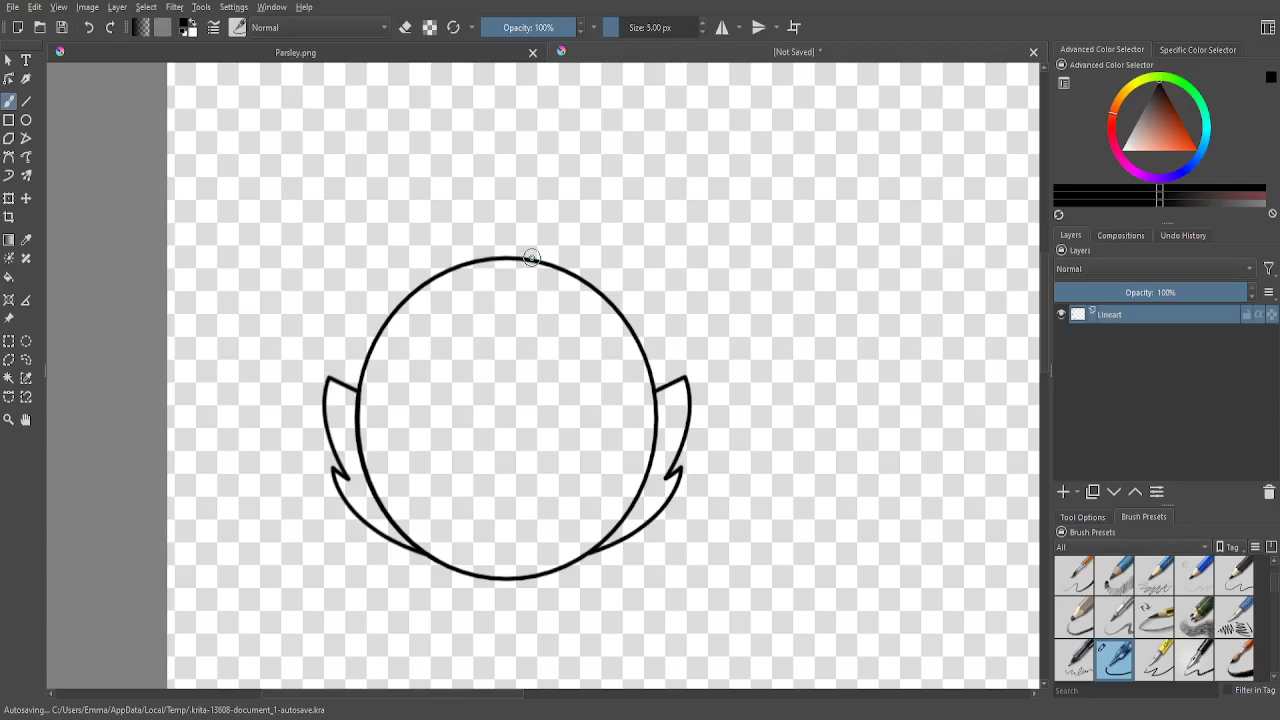 File Edit View Image Layer Select Filter Tools Settings Window Help
Normal Opacity: 100% Size: 5.00 px
Parsley.png [Not Saved] *
Advanced Color Selector Specific Color Selector
Advanced Color Selector
Layers Compositions Undo History
Layers
Normal
Opacity: 100%
Lineart
Tool Options Brush Presets
Brush Presets
All Tag
Search Filter in Tag
Autosaving... C:/Users/Emma/AppData/Local/Temp/.krita-13608-document_1-autosave.kra